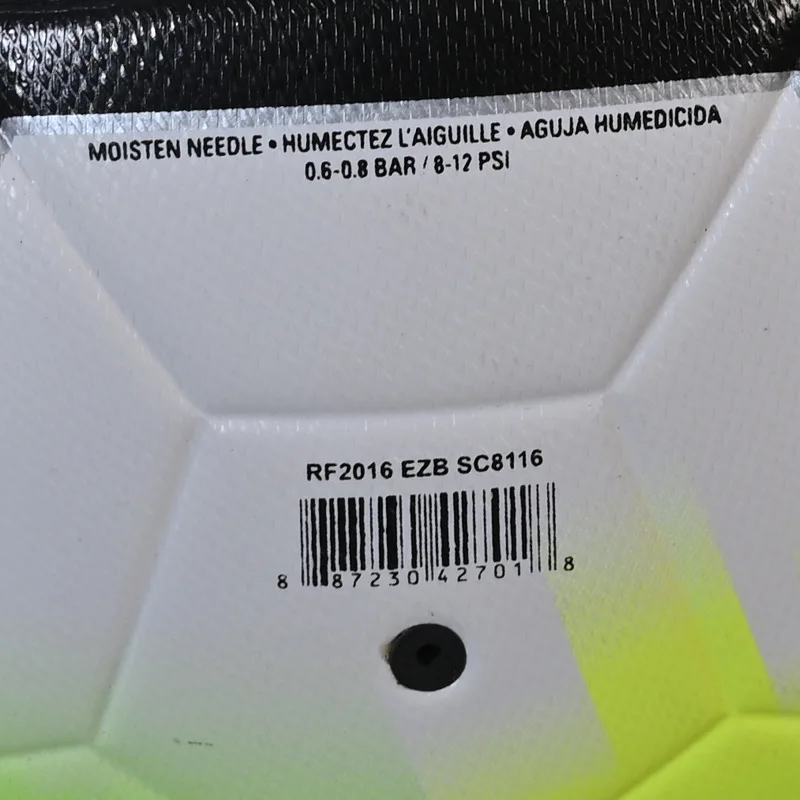 MOISTEN NEEDLE • HUMECTEZ L'AIGUILLE • AGUJA HUMEDICIDA
0.6-0.8 BAR / 8-12 PSI
RF2016 EZB SC8116
8 87230 42701 8